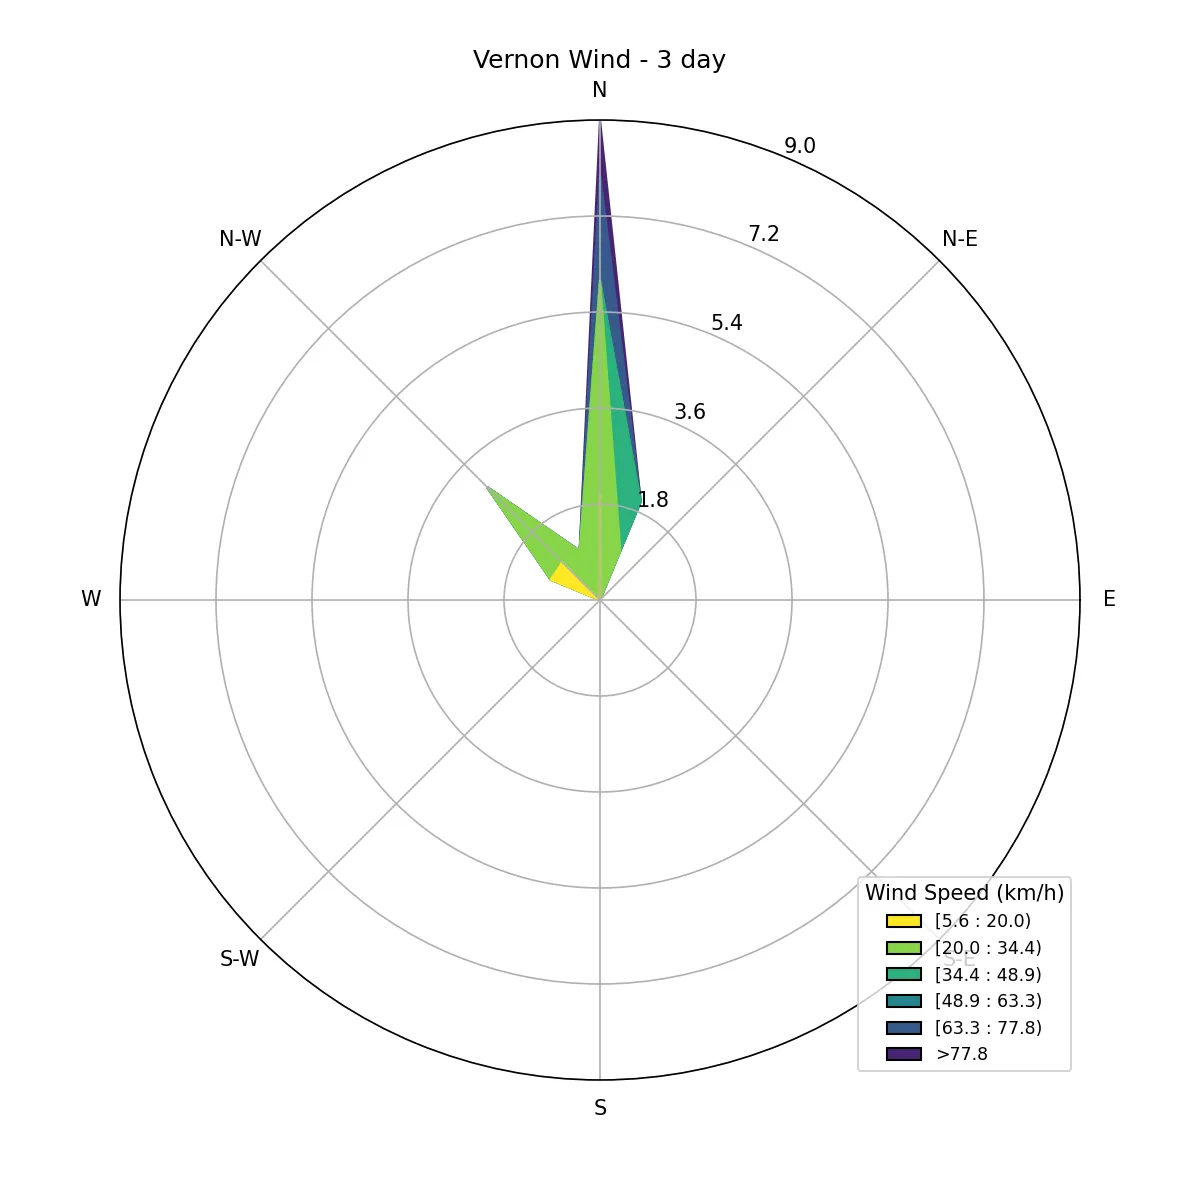 Vernon Wind - 3 day
N
9.0
N-W
7.2
N-E
5.4
3.6
1.8
W
E
S-W
S-E
S
Wind Speed (km/h)
[5.6 : 20.0)
[20.0 : 34.4)
[34.4 : 48.9)
[48.9 : 63.3)
[63.3 : 77.8)
>77.8